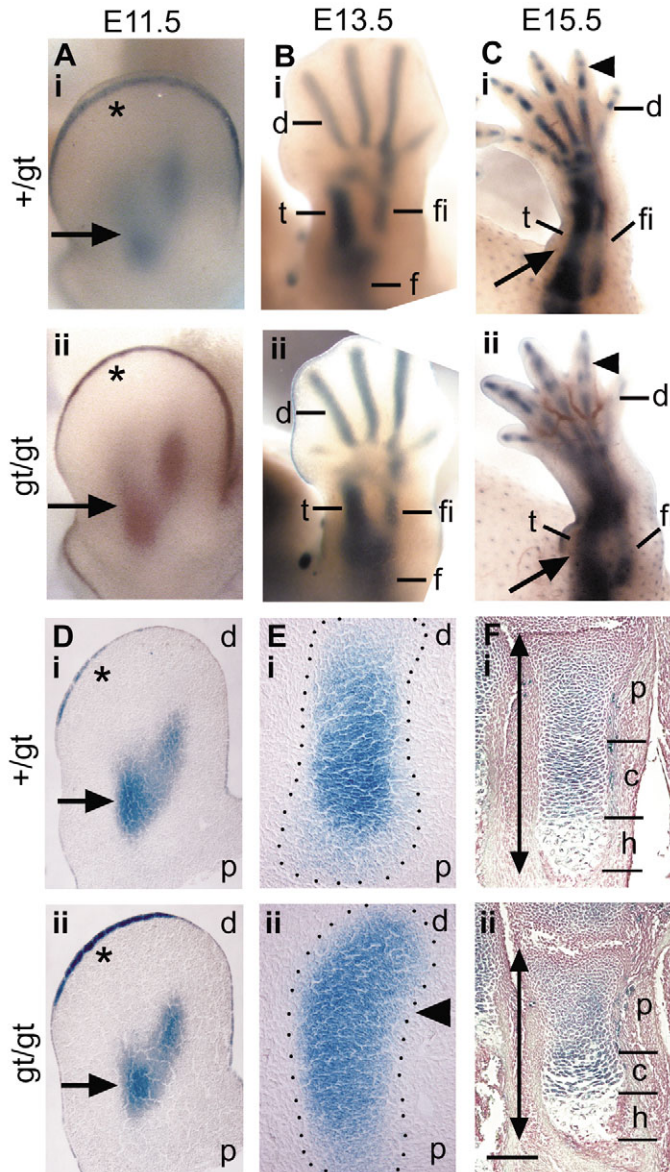 E11.5 E13.5 E15.5
A B C
i i i
* d d
+/gt
t fi t fi
f
ii ii ii
* d d
gt/gt
t fi t f
f
D E F
i d i d i
* p
+/gt
c
p p h
ii d ii d ii
* p
gt/gt
c
p p h